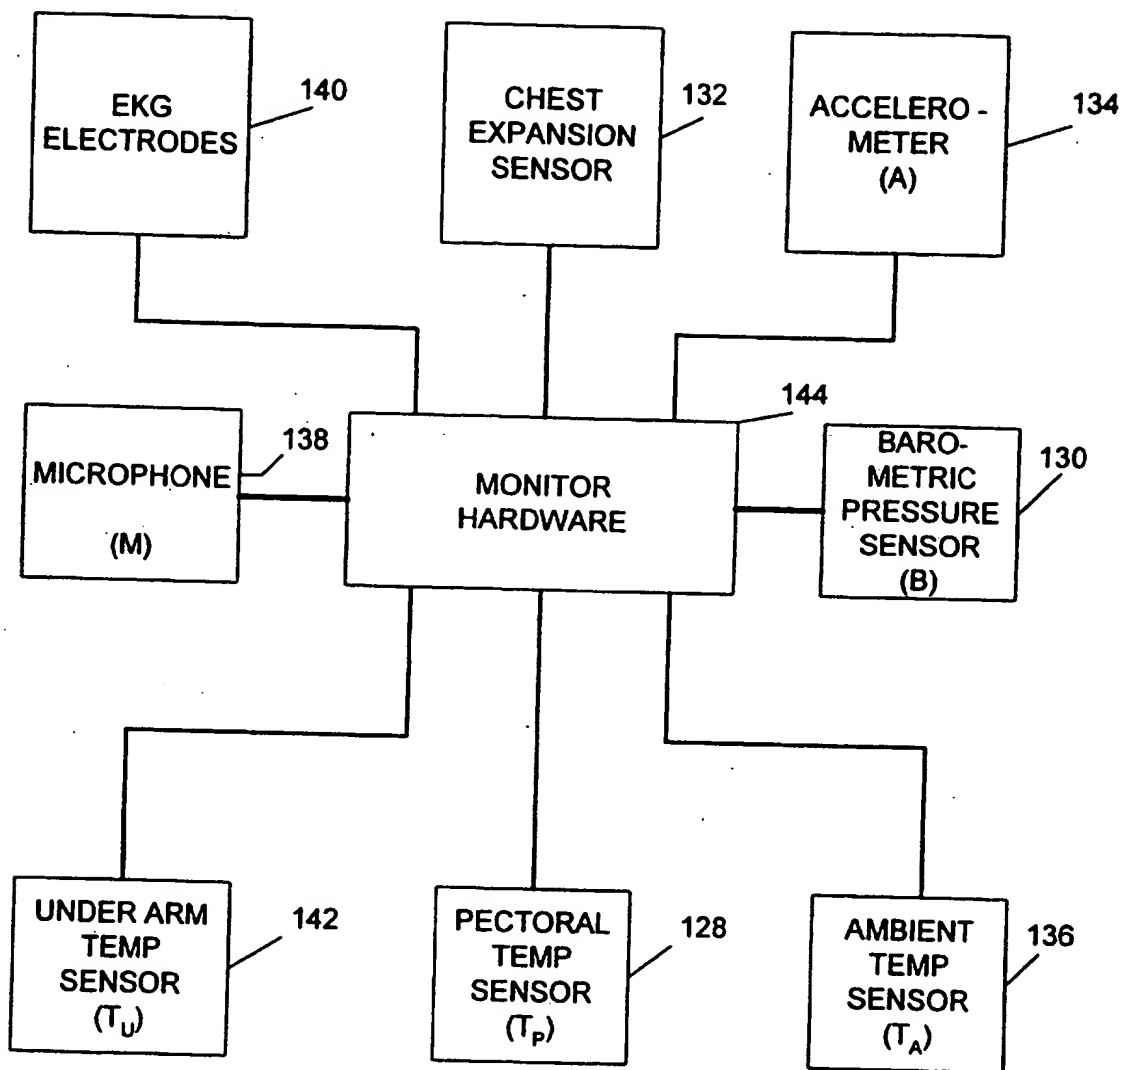 EKG
ELECTRODES
140
CHEST
EXPANSION
SENSOR
132
ACCELERO -
METER
(A)
134
MICROPHONE
(M)
138
MONITOR
HARDWARE
144
BARO-
METRIC
PRESSURE
SENSOR
(B)
130
UNDER ARM
TEMP
SENSOR
(TU)
142
PECTORAL
TEMP
SENSOR
(TP)
128
AMBIENT
TEMP
SENSOR
(TA)
136